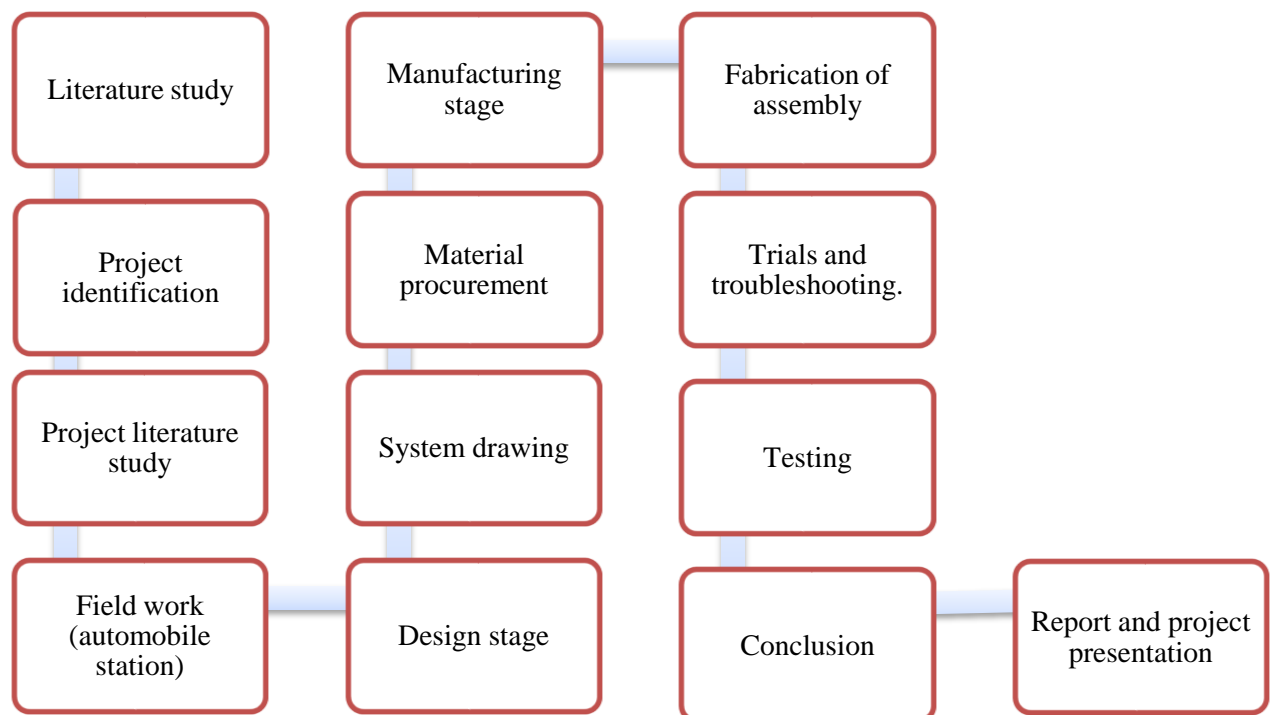 Literature study
Project
identification
Project literature
study
Field work
(automobile
station)
Design stage
System drawing
Material
procurement
Manufacturing
stage
Fabrication of
assembly
Trials and
troubleshooting.
Testing
Conclusion
Report and project
presentation